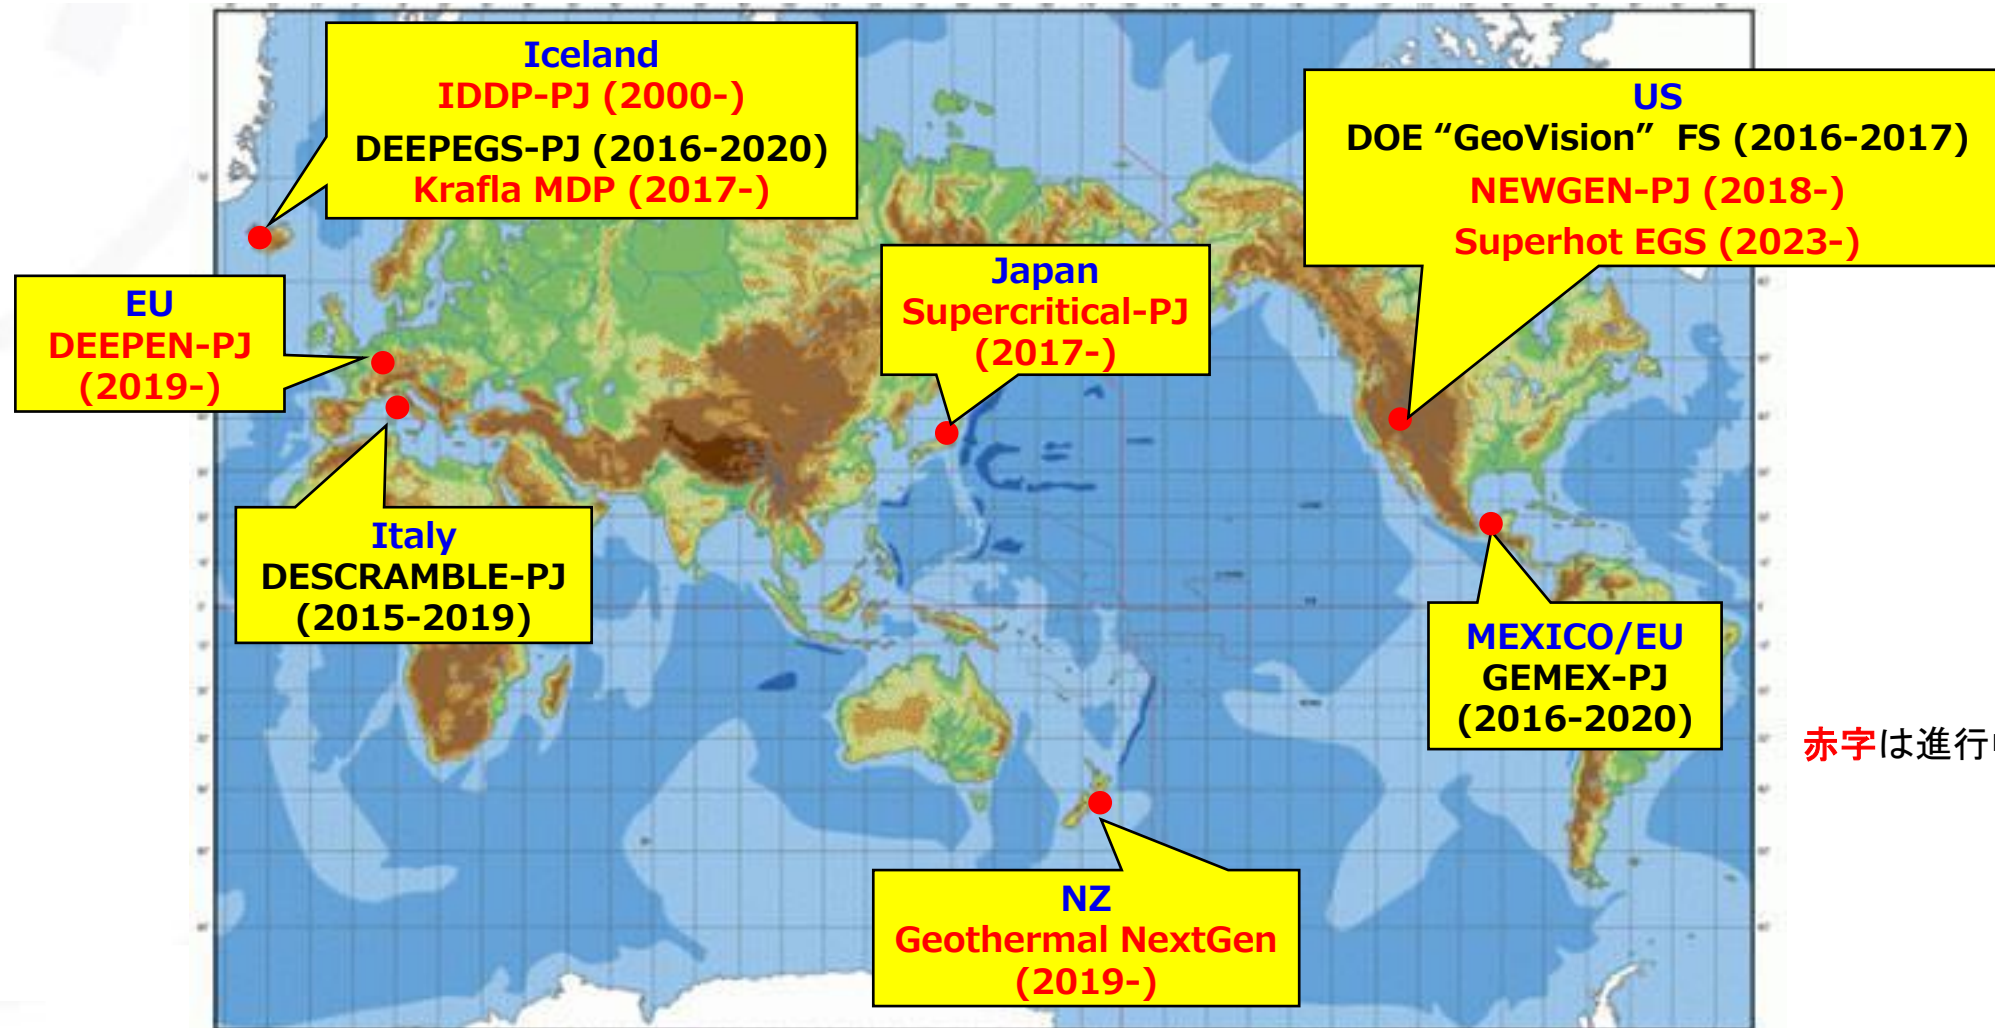 Iceland
IDDP-PJ (2000-)
DEEPEGS-PJ (2016-2020)
Krafla MDP (2017-)
US
DOE “GeoVision” FS (2016-2017)
NEWGEN-PJ (2018-)
Superhot EGS (2023-)
Japan
Supercritical-PJ
(2017-)
EU
DEEPEN-PJ
(2019-)
Italy
DESCRAMBLE-PJ
(2015-2019)
MEXICO/EU
GEMEX-PJ
(2016-2020)
赤字は進行
NZ
Geothermal NextGen
(2019-)